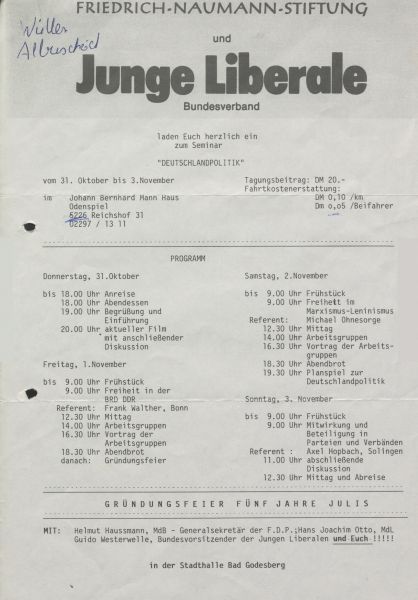 FRIEDRICH-NAUMANN-STIFTUNG
und
Junge Liberale
Bundesverband
laden Euch herzlich ein
zum Seminar
"DEUTSCHLANDPOLITIK"
vom 31. Oktober bis 3.November
im Johann Bernhard Mann Haus
Odenspiel
5226 Reichshof 31
02297 / 13 11
Tagungsbeitrag: DM 20.-
Fahrtkostenerstattung:
DM 0,10 /km
Dm 0,05 /Beifahrer
PROGRAMM
Donnerstag, 31.Oktober
bis 18.00 Uhr Anreise
18.00 Uhr Abendessen
19.00 Uhr Begrüßung und
Einführung
20.00 Uhr aktueller Film
mit anschließender
Diskussion
Freitag, 1.November
bis 9.00 Uhr Frühstück
9.00 Uhr Freiheit in der
BRD DDR
Referent: Frank Walther, Bonn
12.30 Uhr Mittag
14.00 Uhr Arbeitsgruppen
16.30 Uhr Vortrag der
Arbeitsgruppen
18.30 Uhr Abendbrot
danach: Gründungsfeier
Samstag, 2.November
bis 9.00 Uhr Frühstück
9.00 Uhr Freiheit im
Marxismus-Leninismus
Referent: Michael Ohnesorge
12.30 Uhr Mittag
14.00 Uhr Arbeitsgruppen
16.30 Uhr Vortrag der Arbeits-
gruppen
18.30 Uhr Abendbrot
19.30 Uhr Planspiel zur
Deutschlandpolitik
Sonntag, 3. November
bis 9.00 Uhr Frühstück
9.00 Uhr Mitwirkung und
Beteiligung in
Parteien und Verbänden
Referent : Axel Hopbach, Solingen
11.00 Uhr abschließende
Diskussion
12.30 Uhr Mittag und Abreise
GRÜNDUNGSFEIER FÜNF JAHRE JULIS
MIT: Helmut Haussmann, MdB - Generalsekretär der F.D.P.;Hans Joachim Otto, MdL
Guido Westerwelle, Bundesvorsitzender der Jungen Liberalen und Euch !!!!!
in der Stadthalle Bad Godesberg